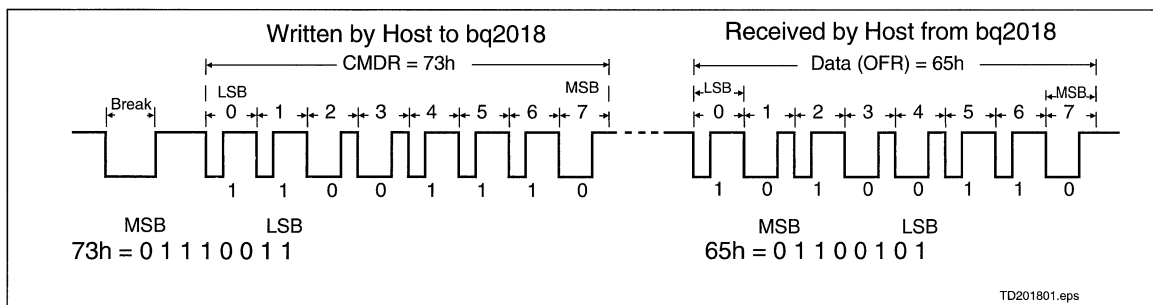 Written by Host to bq2018
CMDR = 73h
Break
LSB
MSB
0 1 2 3 4 5 6 7
1 1 0 0 1 1 1 0
MSB LSB
73h = 0 1 1 1 0 0 1 1
Received by Host from bq2018
Data (OFR) = 65h
LSB
MSB
0 1 2 3 4 5 6 7
1 0 1 0 0 1 1 0
MSB LSB
65h = 0 1 1 0 0 1 0 1
TD201801.eps